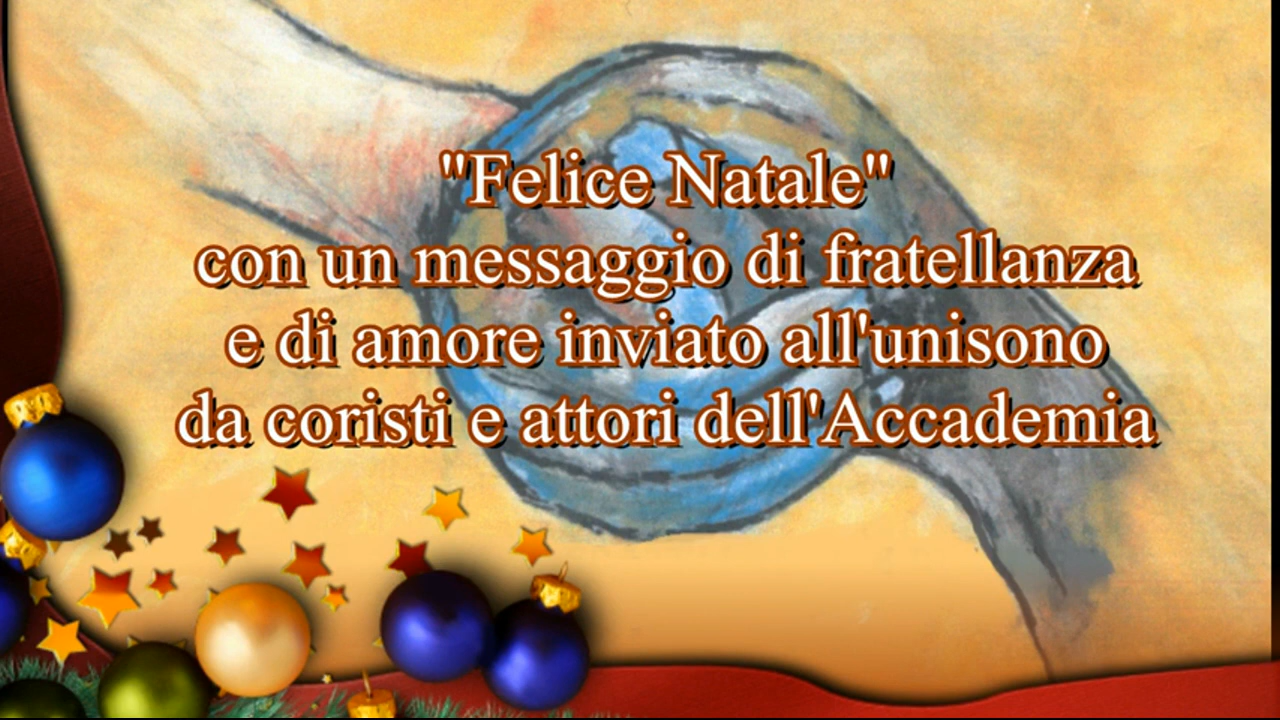 "Felice Natale"
con un messaggio di fratellanza
e di amore inviato all'unisono
da coristi e attori dell'Accademia